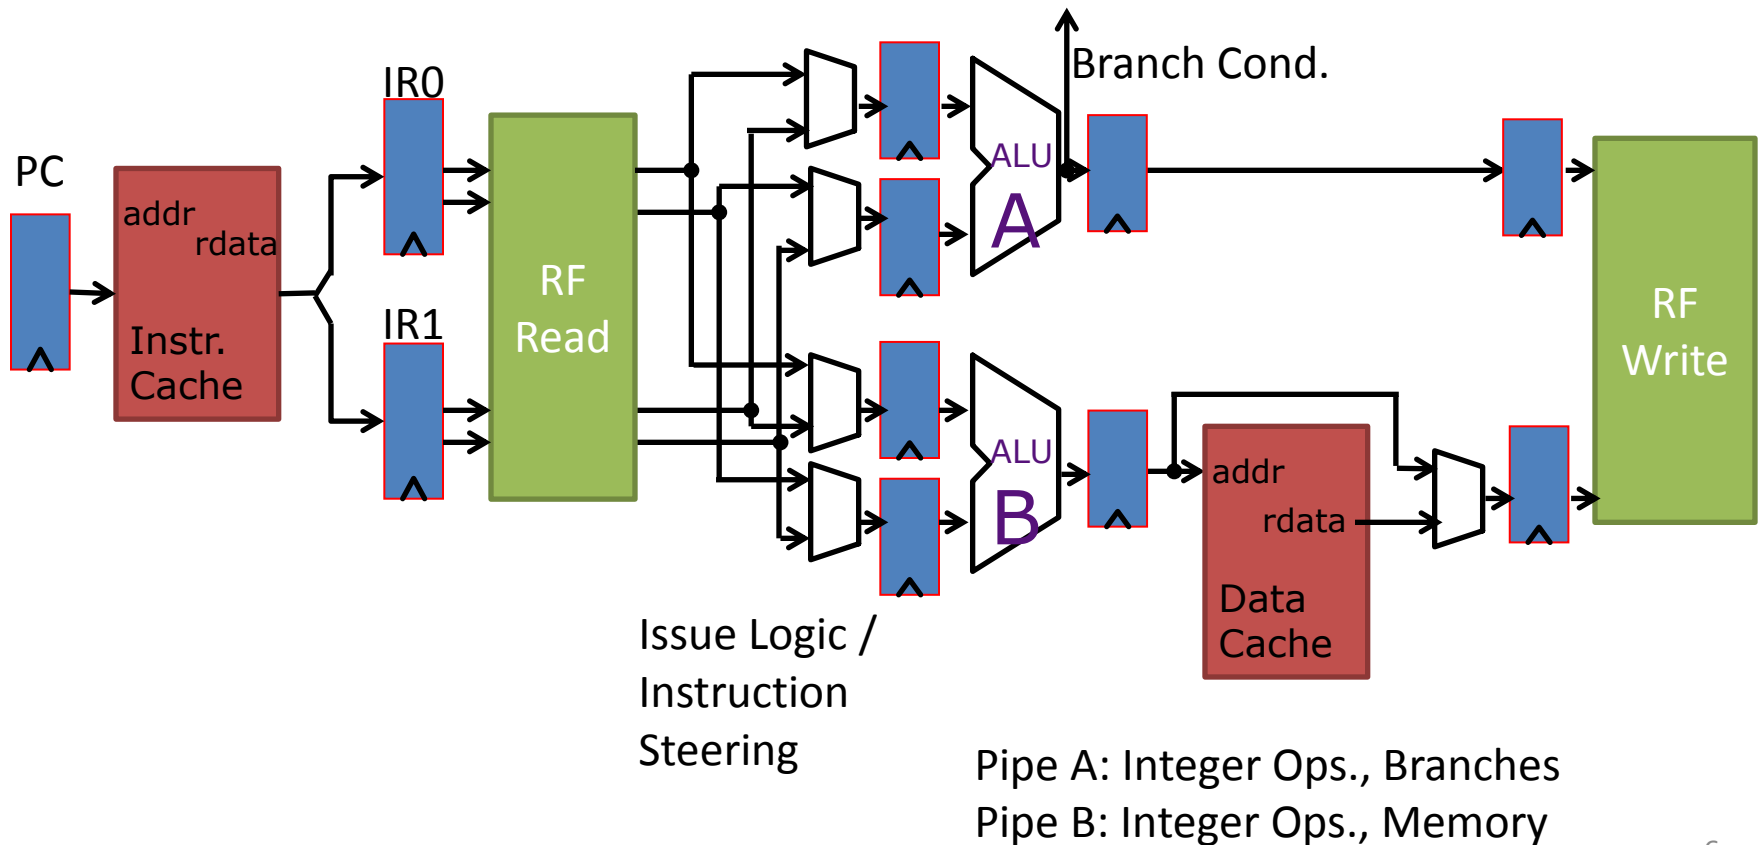 PC
addr
rdata
Instr.
Cache
IR0
IR1
RF
Read
Issue Logic /
Instruction
Steering
ALU
A
Branch Cond.
ALU
B
addr
rdata
Data
Cache
RF
Write
Pipe A: Integer Ops., Branches
Pipe B: Integer Ops., Memory